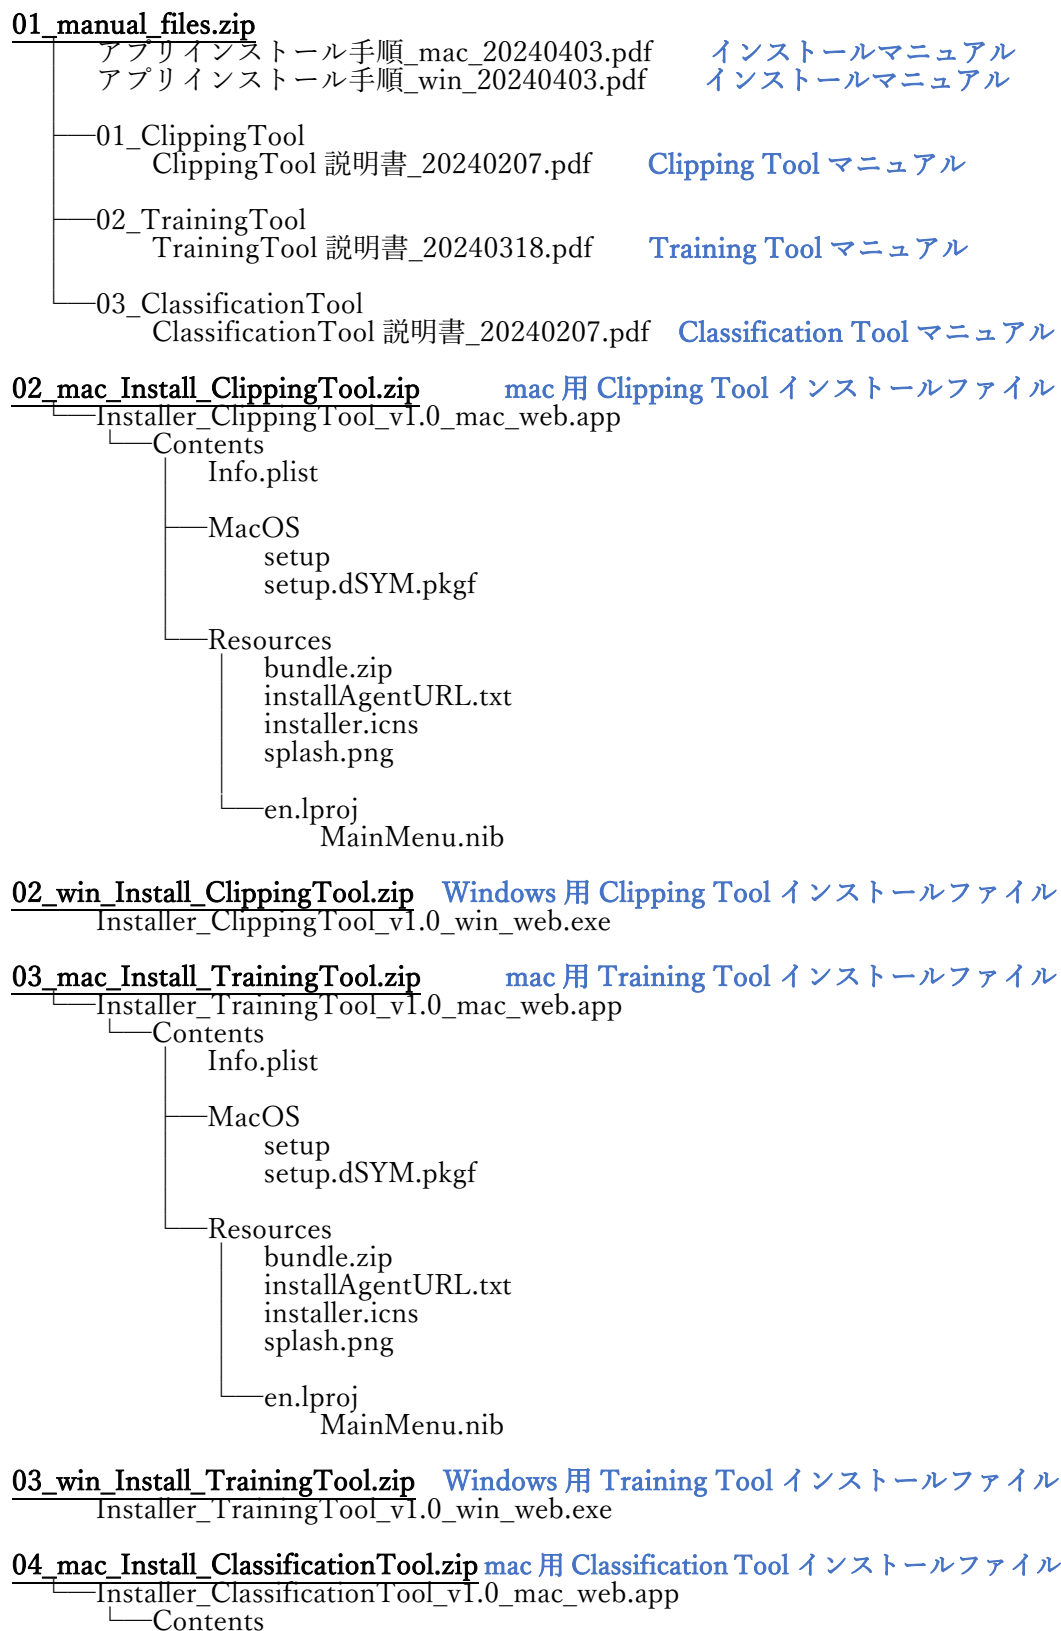 01_manual_files.zip
アプリインストール手順_mac_20240403.pdf インストールマニュアル
アプリインストール手順_win_20240403.pdf インストールマニュアル
01_ClippingTool
ClippingTool 説明書_20240207.pdf Clipping Tool マニュアル
02_TrainingTool
TrainingTool 説明書_20240318.pdf Training Tool マニュアル
03_ClassificationTool
ClassificationTool 説明書_20240207.pdf Classification Tool マニュアル
02_mac_Install_ClippingTool.zip mac 用 Clipping Tool インストールファイル
Installer_ClippingTool_v1.0_mac_web.app
Contents
Info.plist
MacOS
setup
setup.dSYM.pkgf
Resources
bundle.zip
installAgentURL.txt
installer.icns
splash.png
en.lproj
MainMenu.nib
02_win_Install_ClippingTool.zip Windows 用 Clipping Tool インストールファイル
Installer_ClippingTool_v1.0_win_web.exe
03_mac_Install_TrainingTool.zip mac 用 Training Tool インストールファイル
Installer_TrainingTool_v1.0_mac_web.app
Contents
Info.plist
MacOS
setup
setup.dSYM.pkgf
Resources
bundle.zip
installAgentURL.txt
installer.icns
splash.png
en.lproj
MainMenu.nib
03_win_Install_TrainingTool.zip Windows 用 Training Tool インストールファイル
Installer_TrainingTool_v1.0_win_web.exe
04_mac_Install_ClassificationTool.zip mac 用 Classification Tool インストールファイル
Installer_ClassificationTool_v1.0_mac_web.app
Contents